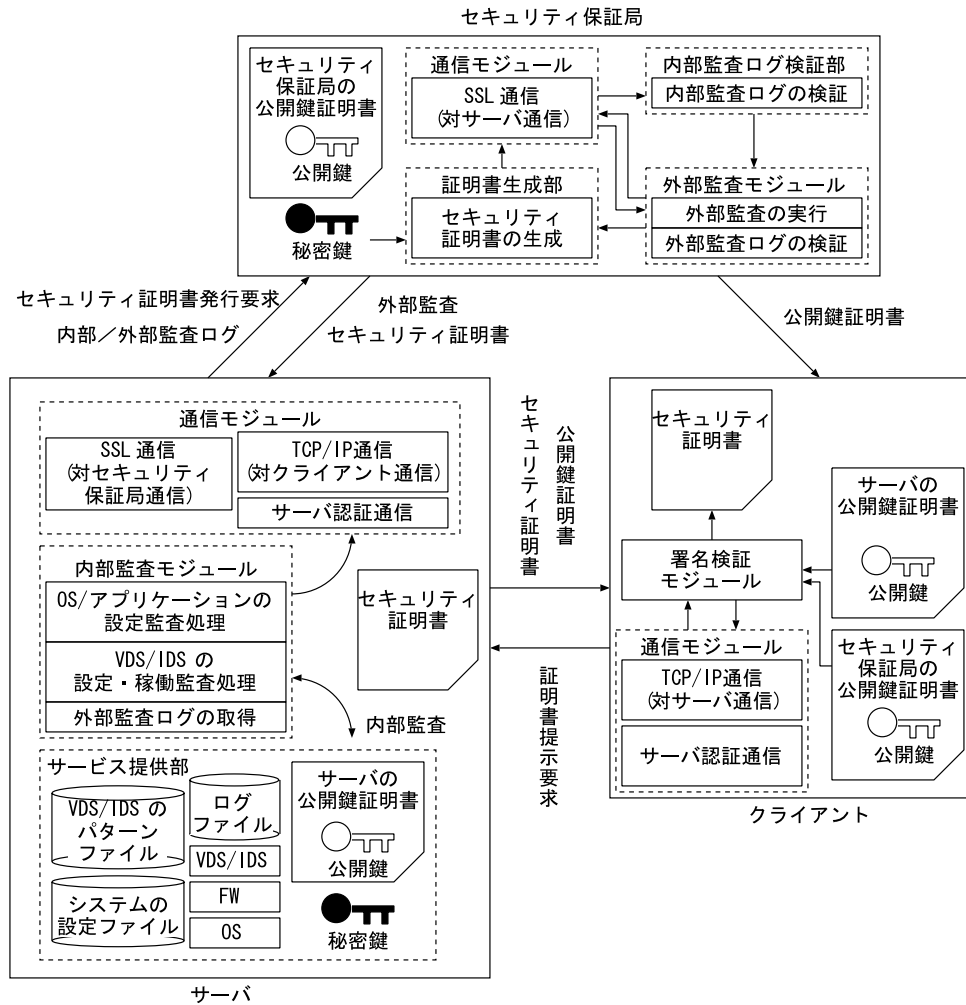 セキュリティ保証局
セキュリティ
保証局の
公開鍵証明書
公開鍵
秘密鍵
通信モジュール
SSL 通信
(対サーバ通信)
内部監査ログ検証部
内部監査ログの検証
証明書生成部
セキュリティ
証明書の生成
外部監査モジュール
外部監査の実行
外部監査ログの検証
セキュリティ証明書発行要求
内部／外部監査ログ
外部監査
セキュリティ証明書
公開鍵証明書
通信モジュール
SSL 通信
(対セキュリティ
保証局通信)
TCP/IP通信
(対クライアント通信)
サーバ認証通信
内部監査モジュール
OS/アプリケーションの
設定監査処理
VDS/IDS の
設定・稼働監査処理
外部監査ログの取得
セキュリティ
証明書
内部監査
サービス提供部
VDS/IDS の
パターン
ファイル
ログ
ファイル
VDS/IDS
FW
OS
システムの
設定ファイル
サーバの
公開鍵証明書
公開鍵
秘密鍵
サーバ
公開鍵証明書
セキュリティ証明書
証明書提示要求
セキュリティ
証明書
署名検証
モジュール
サーバの
公開鍵証明書
公開鍵
セキュリティ
保証局の
公開鍵証明書
公開鍵
通信モジュール
TCP/IP通信
(対サーバ通信)
サーバ認証通信
クライアント